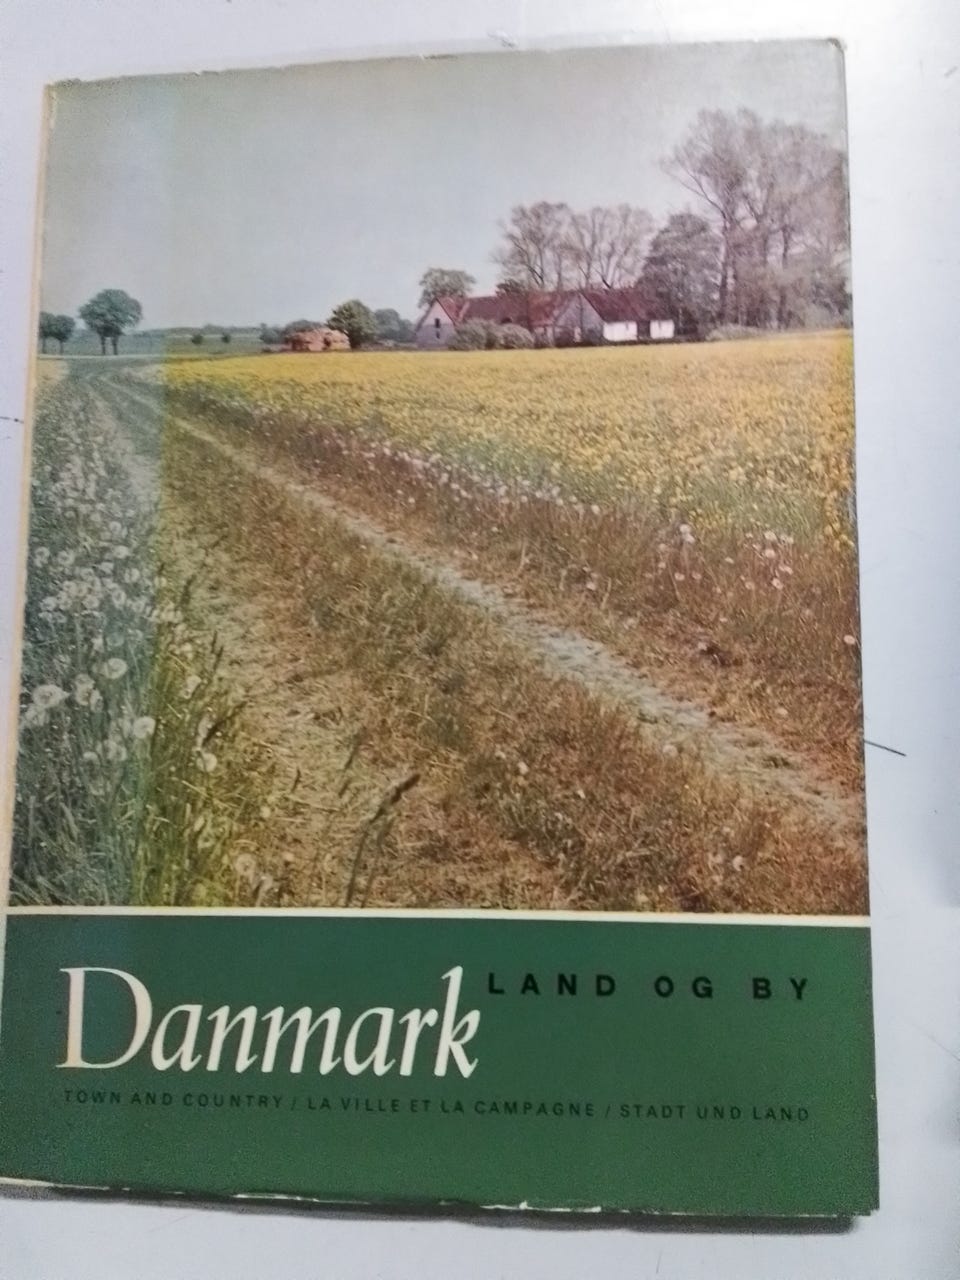 Danmark LAND OG BY
TOWN AND COUNTRY / LA VILLE ET LA CAMPAGNE / STADT UND LAND